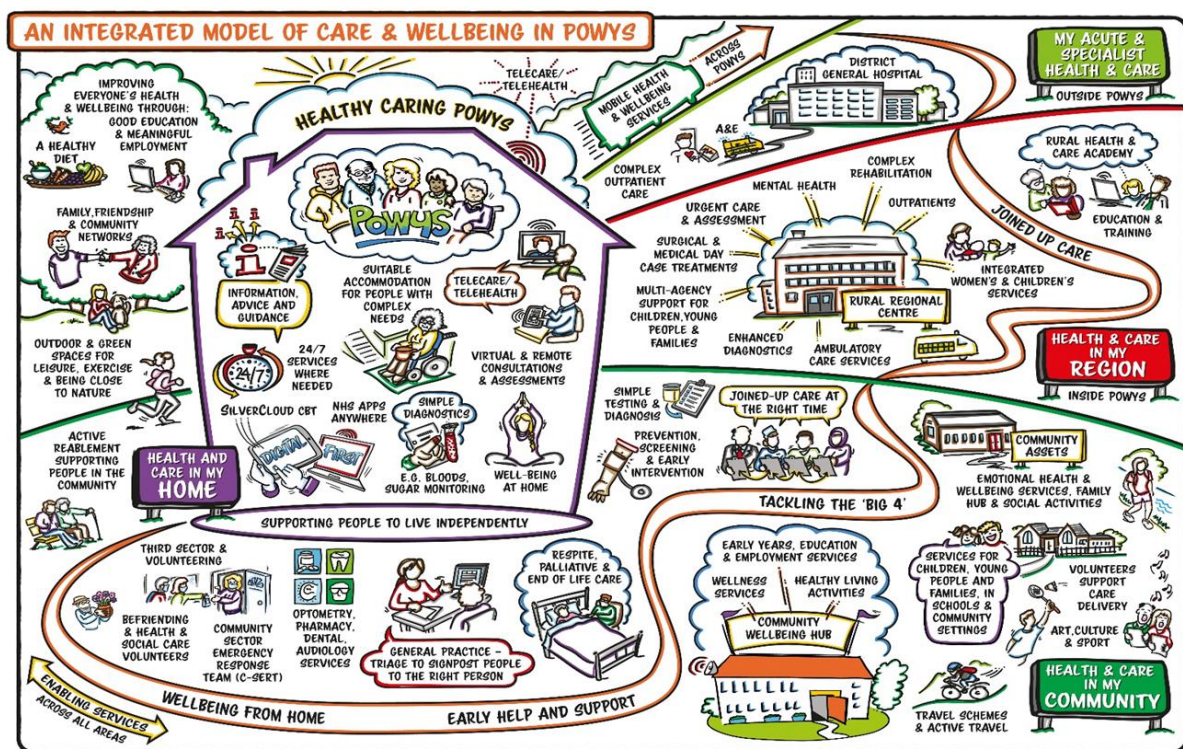 AN INTEGRATED MODEL OF CARE & WELLBEING IN POWYS
IMPROVING
EVERYONE'S HEALTH
& WELLBEING THROUGH:
GOOD EDUCATION
& MEANINGFUL
EMPLOYMENT
A HEALTHY
DIET
FAMILY, FRIENDSHIP
& COMMUNITY
NETWORKS
OUTDOOR & GREEN
SPACES FOR
LEISURE, EXERCISE
& BEING CLOSE
TO NATURE
ACTIVE
REABLEMENT
SUPPORTING
PEOPLE IN THE
COMMUNITY
HEALTH AND
CARE IN MY
HOME
HEALTHY CARING POWYS
TELECARE/
TELEHEALTH
POWYS
i i i
i
INFORMATION,
ADVICE AND
GUIDANCE
SUITABLE
ACCOMMODATION
FOR PEOPLE WITH
COMPLEX
NEEDS
TELECARE/
TELEHEALTH
24/7
24/7
SERVICES
WHERE
NEEDED
VIRTUAL & REMOTE
CONSULTATIONS
& ASSESSMENTS
SILVERCLOUD CBT
NHS APPS
ANYWHERE
DIGITAL
FIRST
SIMPLE
DIAGNOSTICS
E.G. BLOODS,
SUGAR MONITORING
WELL-BEING
AT HOME
SUPPORTING PEOPLE TO LIVE INDEPENDENTLY
MOBILE HEALTH
& WELLBEING
SERVICES
ACROSS
POWYS
DISTRICT
GENERAL HOSPITAL
A&E
COMPLEX
OUTPATIENT
CARE
MY ACUTE &
SPECIALIST
HEALTH & CARE
OUTSIDE POWYS
RURAL HEALTH &
CARE ACADEMY
EDUCATION &
TRAINING
JOINED UP CARE
MENTAL HEALTH
COMPLEX
REHABILITATION
OUTPATIENTS
URGENT CARE
& ASSESSMENT
SURGICAL &
MEDICAL DAY
CASE TREATMENTS
MULTI-AGENCY
SUPPORT FOR
CHILDREN, YOUNG
PEOPLE &
FAMILIES
INTEGRATED
WOMEN'S & CHILDREN'S
SERVICES
RURAL REGIONAL
CENTRE
ENHANCED
DIAGNOSTICS
AMBULATORY
CARE SERVICES
HEALTH & CARE
IN MY
REGION
INSIDE POWYS
SIMPLE
TESTING &
DIAGNOSIS
PREVENTION,
SCREENING
& EARLY
INTERVENTION
JOINED-UP CARE AT
THE RIGHT TIME
TACKLING THE 'BIG 4'
COMMUNITY
ASSETS
EMOTIONAL HEALTH &
WELLBEING SERVICES, FAMILY
HUB & SOCIAL ACTIVITIES
SERVICES FOR
CHILDREN, YOUNG
PEOPLE AND
FAMILIES, IN
SCHOOLS &
COMMUNITY
SETTINGS
VOLUNTEERS
SUPPORT
CARE
DELIVERY
ART, CULTURE
& SPORT
TRAVEL SCHEMES
& ACTIVE TRAVEL
HEALTH & CARE
IN MY
COMMUNITY
EARLY YEARS, EDUCATION
& EMPLOYMENT SERVICES
WELLNESS
SERVICES
HEALTHY LIVING
ACTIVITIES
COMMUNITY
WELLBEING HUB
THIRD SECTOR &
VOLUNTEERING
BEFRIENDING
& HEALTH &
SOCIAL CARE
VOLUNTEERS
COMMUNITY
SECTOR
EMERGENCY
RESPONSE
TEAM (C-SERT)
OPTOMETRY,
PHARMACY,
DENTAL,
AUDIOLOGY
SERVICES
GENERAL PRACTICE –
TRIAGE TO SIGNPOST PEOPLE
TO THE RIGHT PERSON
RESPITE,
PALLIATIVE &
END OF LIFE CARE
ENABLING SERVICES
ACROSS ALL AREAS
WELLBEING FROM HOME
EARLY HELP AND SUPPORT